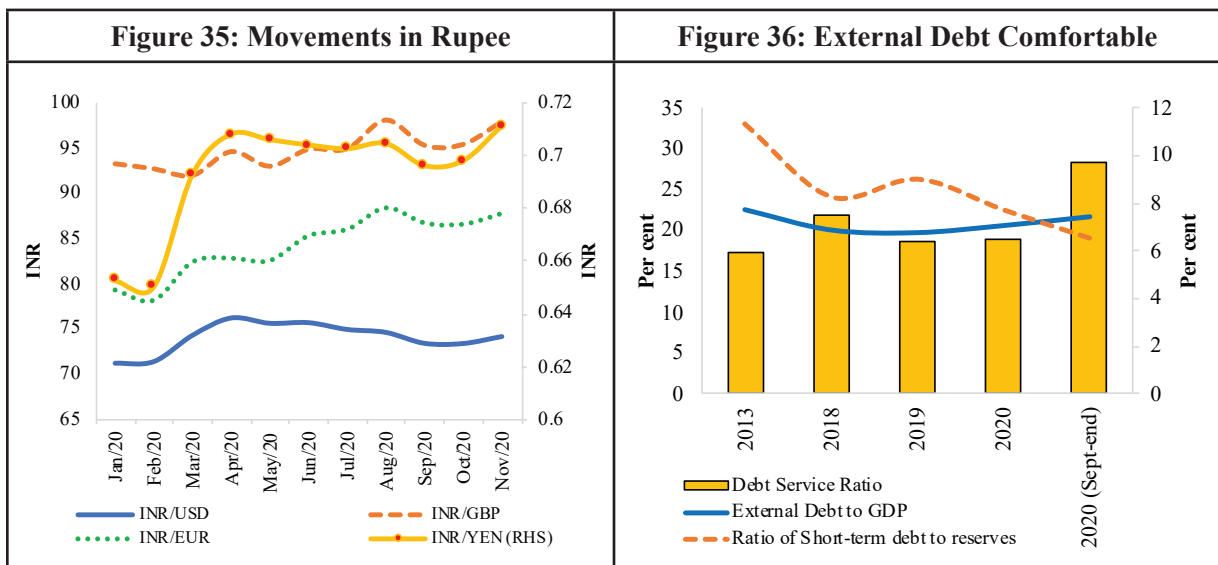 Figure 35: Movements in Rupee
100
95
90
85
80
75
70
65
INR
0.72
0.7
0.68
0.66
0.64
0.62
0.6
INR
Jan/20
Feb/20
Mar/20
Apr/20
May/20
Jun/20
Jul/20
Aug/20
Sep/20
Oct/20
Nov/20
INR/USD
INR/GBP
INR/EUR
INR/YEN (RHS)
Figure 36: External Debt Comfortable
35
30
25
20
15
10
5
0
Per cent
12
10
8
6
4
2
0
Per cent
2013
2018
2019
2020
2020 (Sept-end)
Debt Service Ratio
External Debt to GDP
Ratio of Short-term debt to reserves